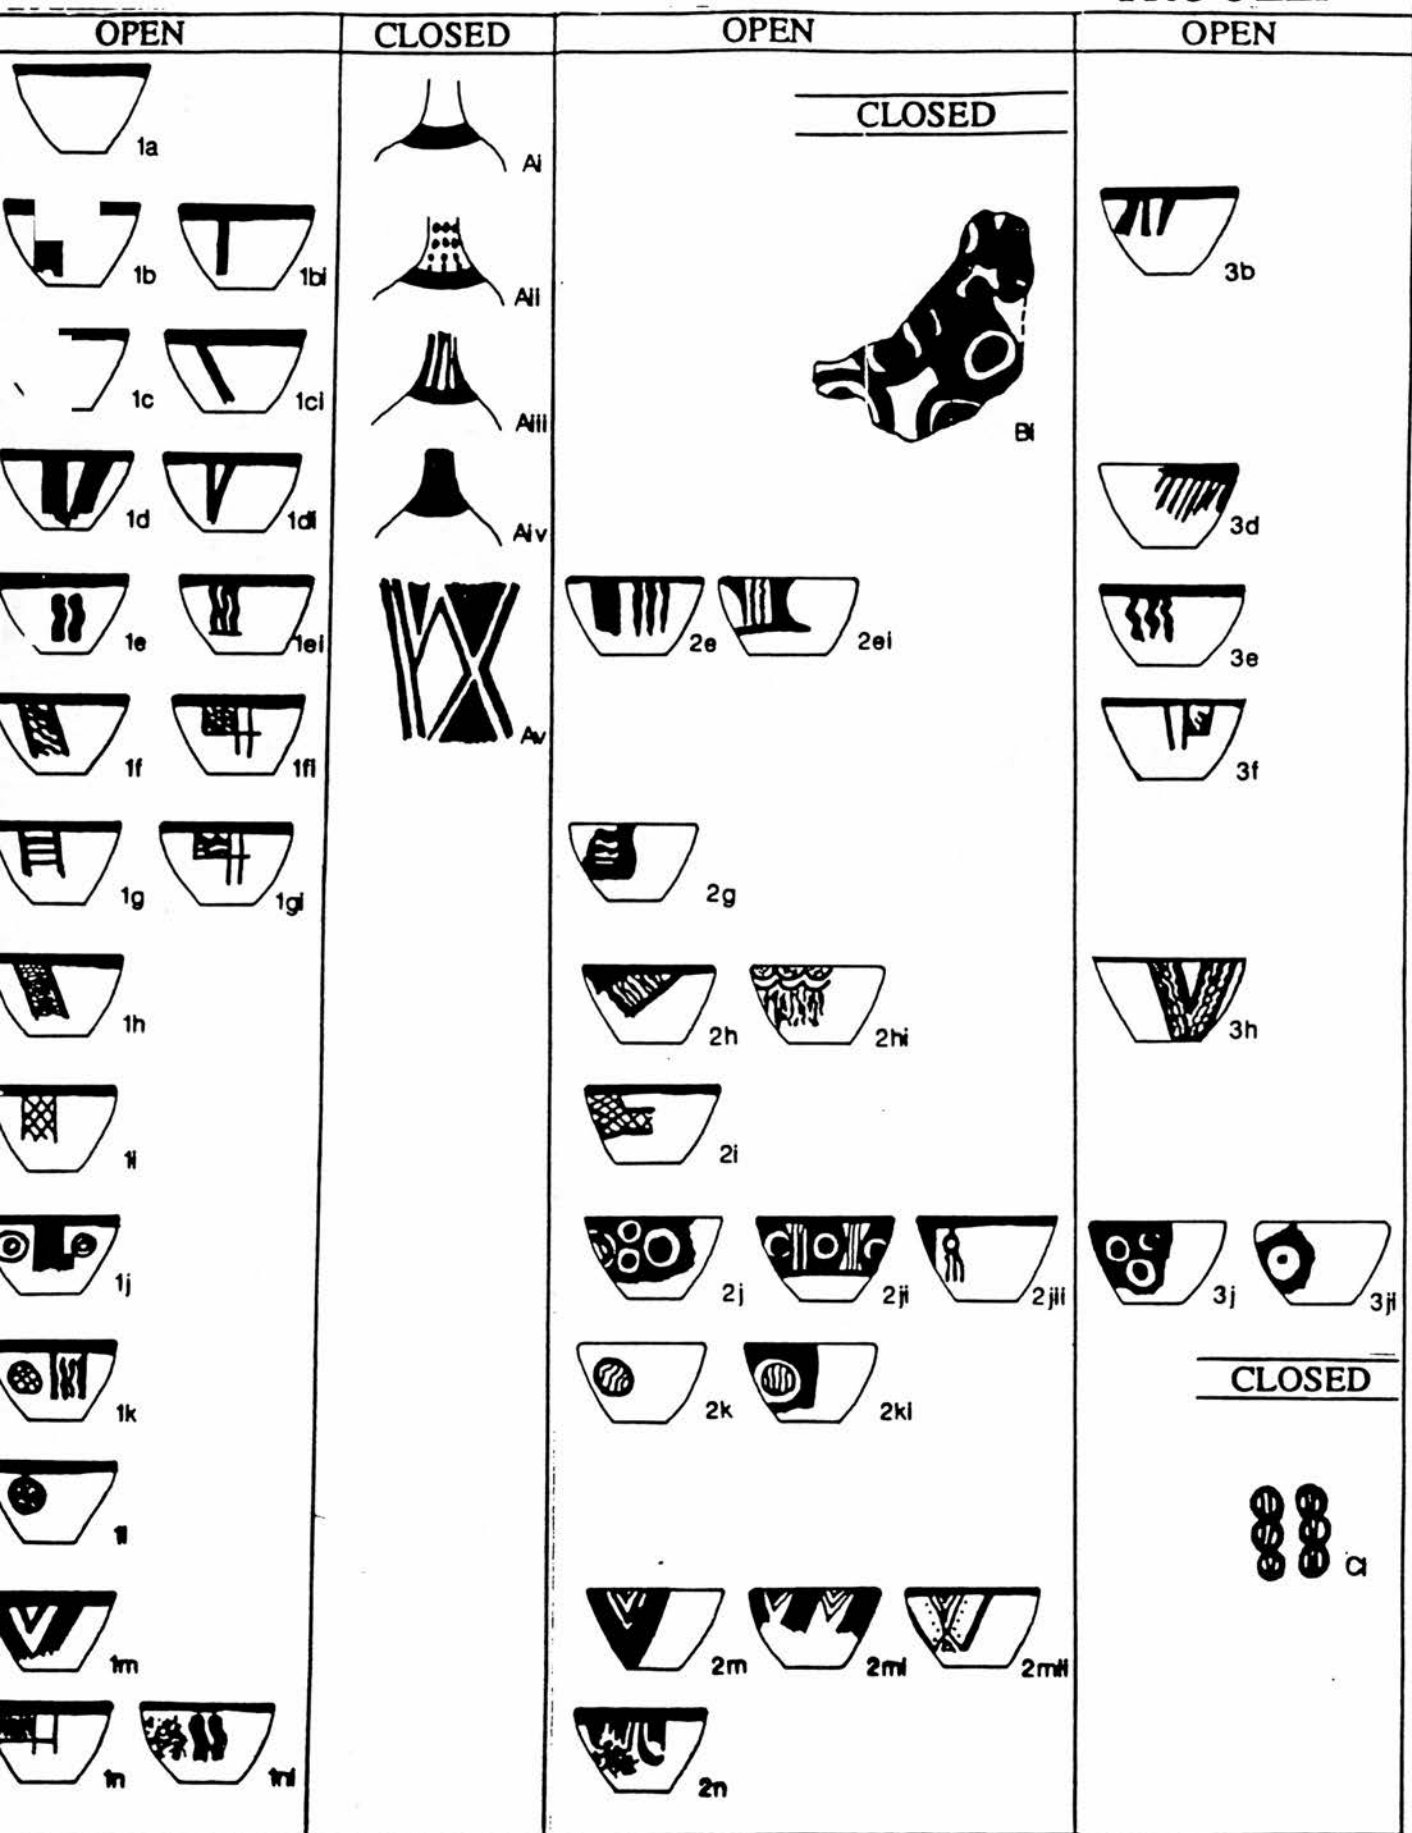 OPEN CLOSED OPEN OPEN
CLOSED
1a Ai
1b 1bi Aii 3b
1c 1ci Aiii Bi
1d 1di Aiv 3d
1e 1ei 2e 2ei 3e
1f 1fi Av 3f
1g 1gi 2g
1h 2h 2hi 3h
1i 2i
1j 2j 2ji 2jii 3j 3ji
CLOSED
1k 2k 2ki
1l
1m 2m 2mi 2mii
1n 1ni 2n